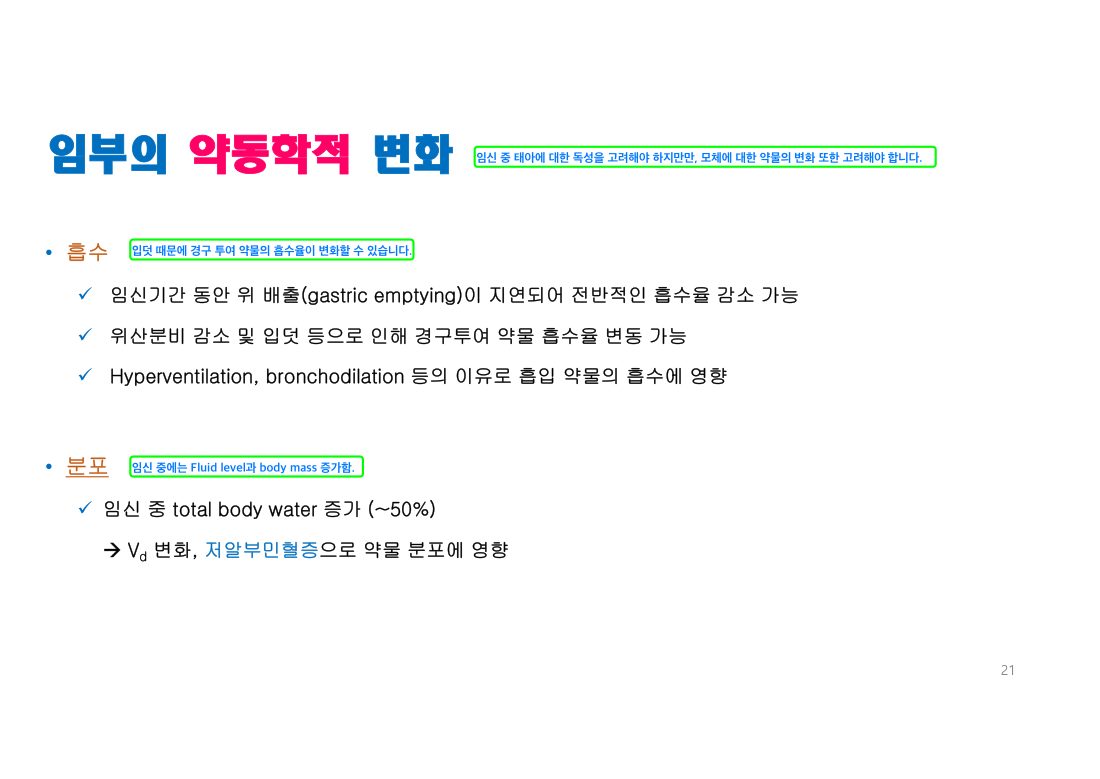 임부의 약동학적 변화 임신 중 태아에 대한 독성을 고려해야 하지만만, 모체에 대한 약물의 변화 또한 고려해야 합니다.
• 흡수 입덧 때문에 경구 투여 약물의 흡수율이 변화할 수 있습니다.
✓ 임신기간 동안 위 배출(gastric emptying)이 지연되어 전반적인 흡수율 감소 가능
✓ 위산분비 감소 및 입덧 등으로 인해 경구투여 약물 흡수율 변동 가능
✓ Hyperventilation, bronchodilation 등의 이유로 흡입 약물의 흡수에 영향
• 분포 임신 중에는 Fluid level과 body mass 증가함.
✓ 임신 중 total body water 증가 (~50%)
→ Vd 변화, 저알부민혈증으로 약물 분포에 영향
21